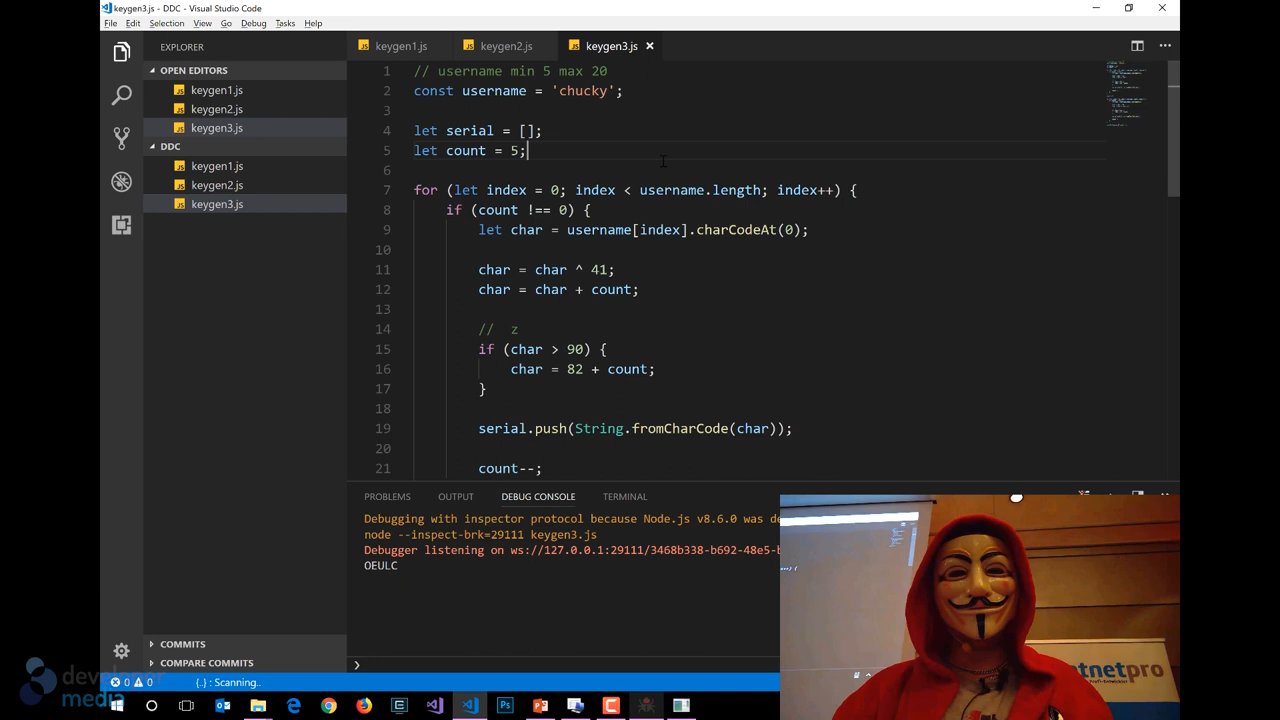 keygen3.js - DDC - Visual Studio Code
File Edit Selection View Go Debug Tasks Help
EXPLORER
OPEN EDITORS
keygen1.js
keygen2.js
keygen3.js
DDC
keygen1.js
keygen2.js
keygen3.js
COMMITS
COMPARE COMMITS
keygen1.js keygen2.js keygen3.js
1 // username min 5 max 20
2 const username = 'chucky';
3
4 let serial = [];
5 let count = 5;
6
7 for (let index = 0; index < username.length; index++) {
8 if (count !== 0) {
9 let char = username[index].charCodeAt(0);
10
11 char = char ^ 41;
12 char = char + count;
13
14 // z
15 if (char > 90) {
16 char = 82 + count;
17 }
18
19 serial.push(String.fromCharCode(char));
20
21 count--;
PROBLEMS OUTPUT DEBUG CONSOLE TERMINAL
Debugging with inspector protocol because Node.js v8.6.0 was de
node --inspect-brk=29111 keygen3.js
Debugger listening on ws://127.0.0.1:29111/3468b338-b692-48e5-b
OEULC
0 0 {..} : Scanning..
developer
media
otnetpro